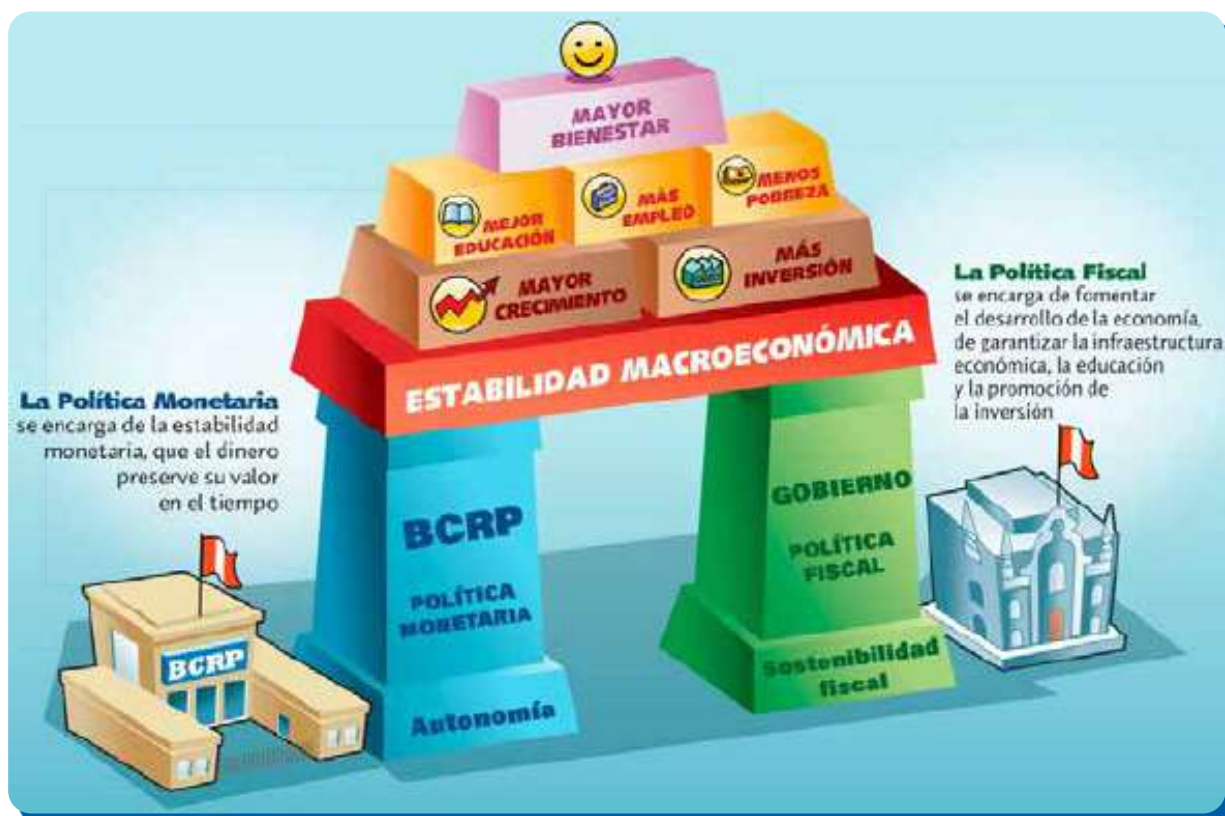 MAYOR
BIENESTAR
MEJOR
EDUCACIÓN
MÁS
EMPLEO
MENOS
POBREZA
MAYOR
CRECIMIENTO
MÁS
INVERSIÓN
ESTABILIDAD MACROECONÓMICA
La Política Monetaria
se encarga de la estabilidad
monetaria, que el dinero
preserve su valor
en el tiempo
La Política Fiscal
se encarga de fomentar
el desarrollo de la economía,
de garantizar la infraestructura
económica, la educación
y la promoción de
la inversión
BCRP
POLÍTICA
MONETARIA
Autonomía
GOBIERNO
POLÍTICA
FISCAL
Sostenibilidad
fiscal
BCRP